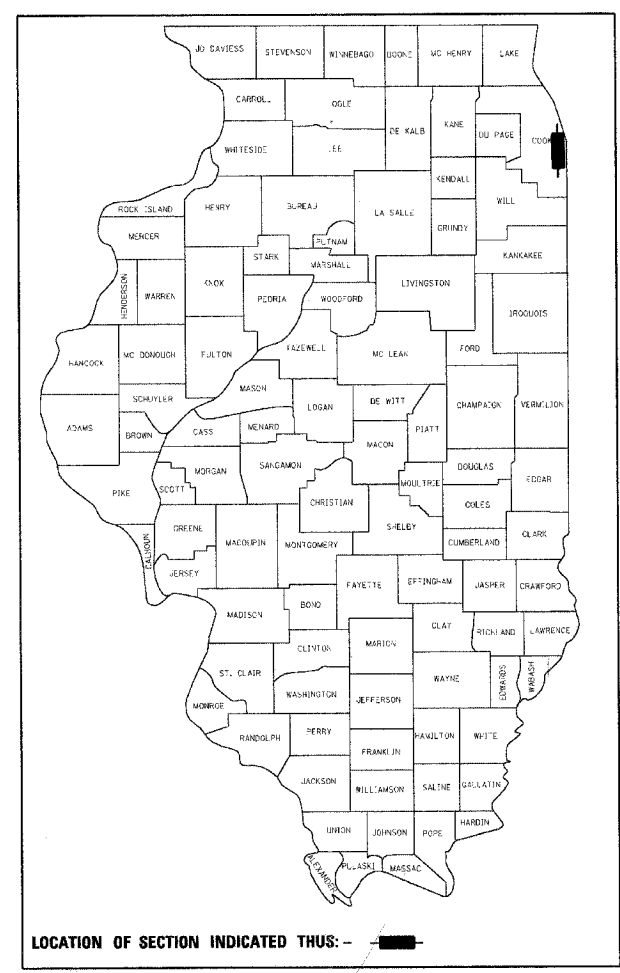 JO DAVIESS STEVENSON WINNEBAGO BOONE MC HENRY LAKE
CARROLL OGLE DE KALB KANE DU PAGE COOK
WHITESIDE LEE KENDALL WILL
ROCK ISLAND HENRY BUREAU LA SALLE GRUNDY
MERCER PUTNAM KANKAKEE
STARK MARSHALL
HENDERSON WARREN KNOX PEORIA WOODFORD LIVINGSTON IROQUOIS
HANCOCK MC DONOUGH FULTON TAZEWELL MC LEAN FORD
MASON
SCHUYLER LOGAN DE WITT CHAMPAIGN VERMILION
ADAMS BROWN CASS MENARD MACON PIATT
MORGAN SANGAMON DOUGLAS EDGAR
PIKE SCOTT CHRISTIAN MOULTRIE COLES
GREENE MACOUPIN MONTGOMERY SHELBY CUMBERLAND CLARK
CALHOUN JERSEY FAYETTE EFFINGHAM JASPER CRAWFORD
MADISON BOND CLAY RICHLAND LAWRENCE
CLINTON MARION
ST. CLAIR WAYNE EDWARDS WABASH
MONROE WASHINGTON JEFFERSON
RANDOLPH PERRY HAMILTON WHITE
FRANKLIN
JACKSON WILLIAMSON SALINE GALLATIN
UNION JOHNSON POPE HARDIN
ALEXANDER PULASKI MASSAC
LOCATION OF SECTION INDICATED THUS:-